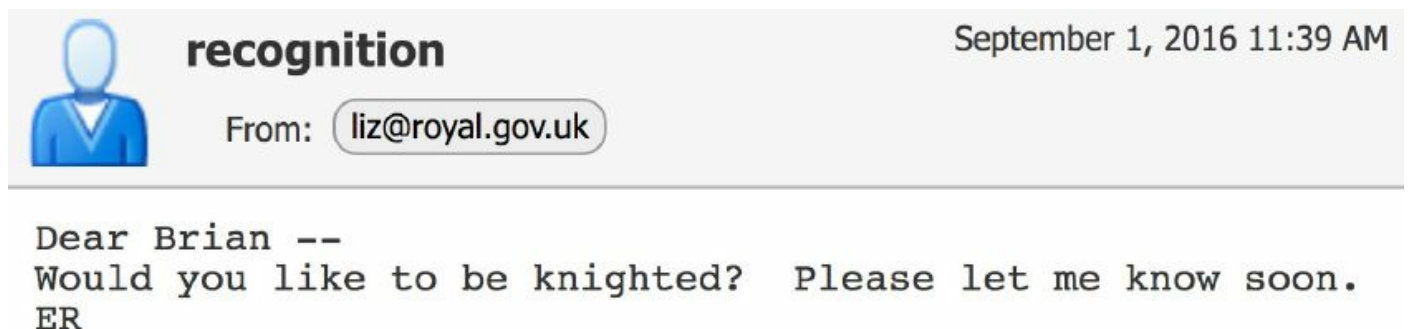 recognition
September 1, 2016 11:39 AM
From: liz@royal.gov.uk
Dear Brian --
Would you like to be knighted?  Please let me know soon.
ER